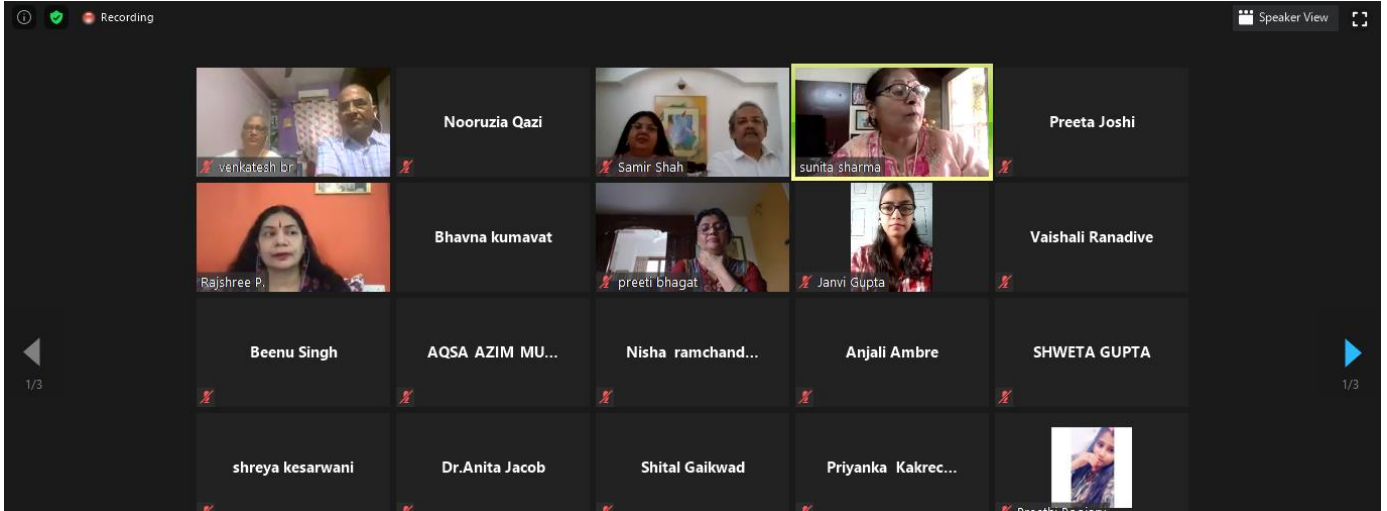 Recording
Speaker View
venkatesh br
Nooruzia Qazi
Samir Shah
sunita sharma
Preeta Joshi
Rajshree P.
Bhavna kumavat
preeti bhagat
Janvi Gupta
Vaishali Ranadive
1/3
Beenu Singh
AQSA AZIM MU...
Nisha ramchand...
Anjali Ambre
SHWETA GUPTA
1/3
shreya kesarwani
Dr.Anita Jacob
Shital Gaikwad
Priyanka Kakrec...